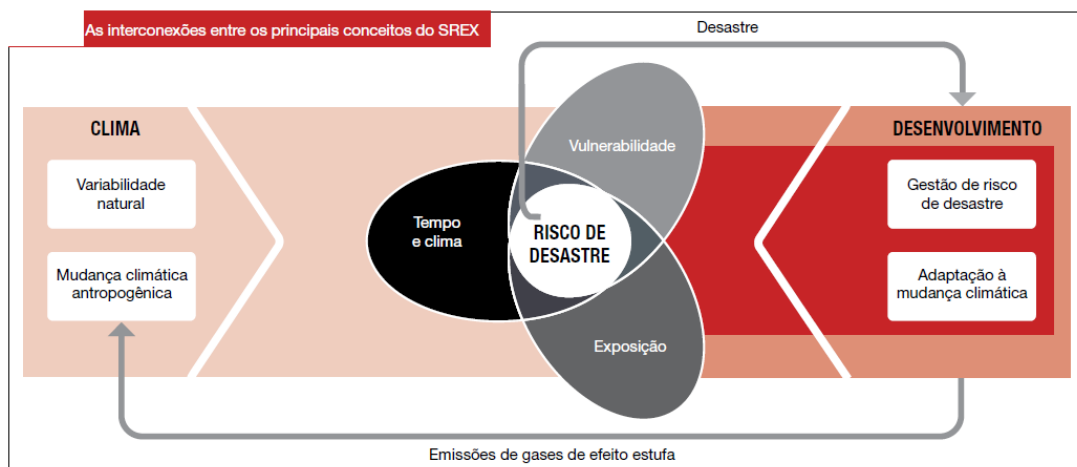 As interconexões entre os principais conceitos do SREX
Desastre
CLIMA
Variabilidade
natural
Mudança climática
antropogênica
Tempo
e clima
Vulnerabilidade
RISCO DE
DESASTRE
Exposição
DESENVOLVIMENTO
Gestão de risco
de desastre
Adaptação à
mudança climática
Emissões de gases de efeito estufa